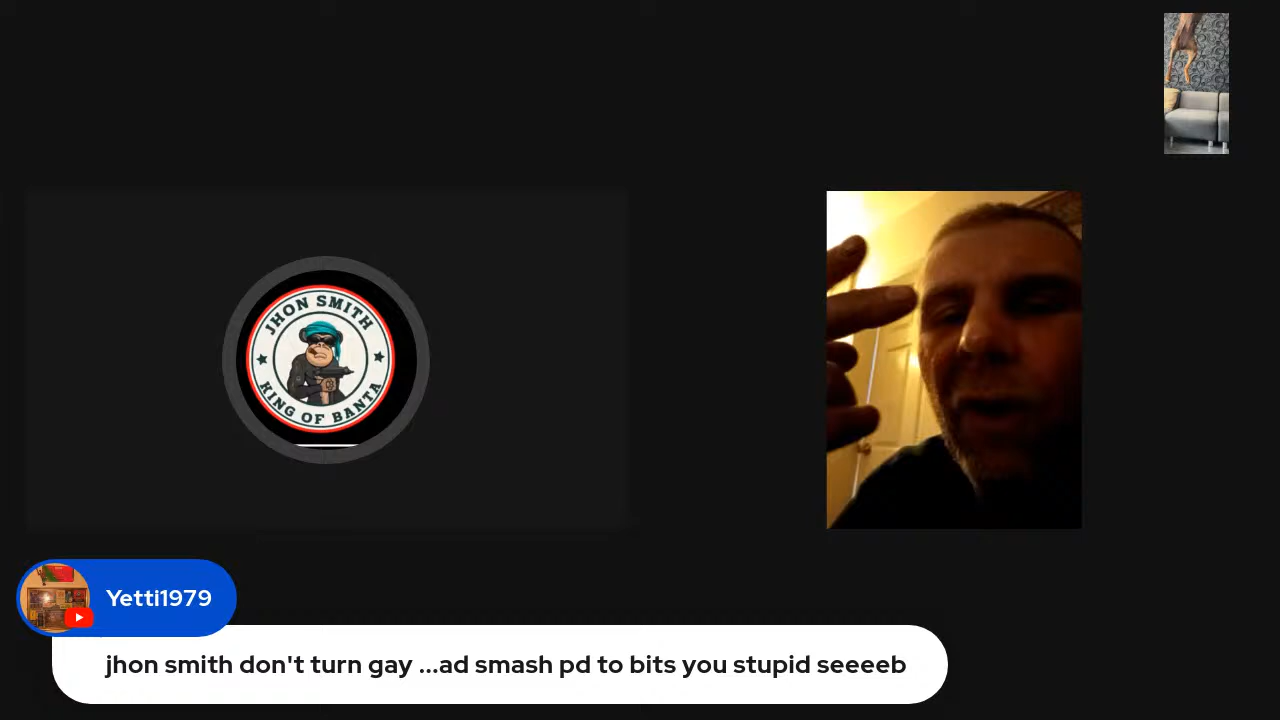 JHON SMITH
KING OF BANTA
Yetti1979
jhon smith don't turn gay ...ad smash pd to bits you stupid seeeeb